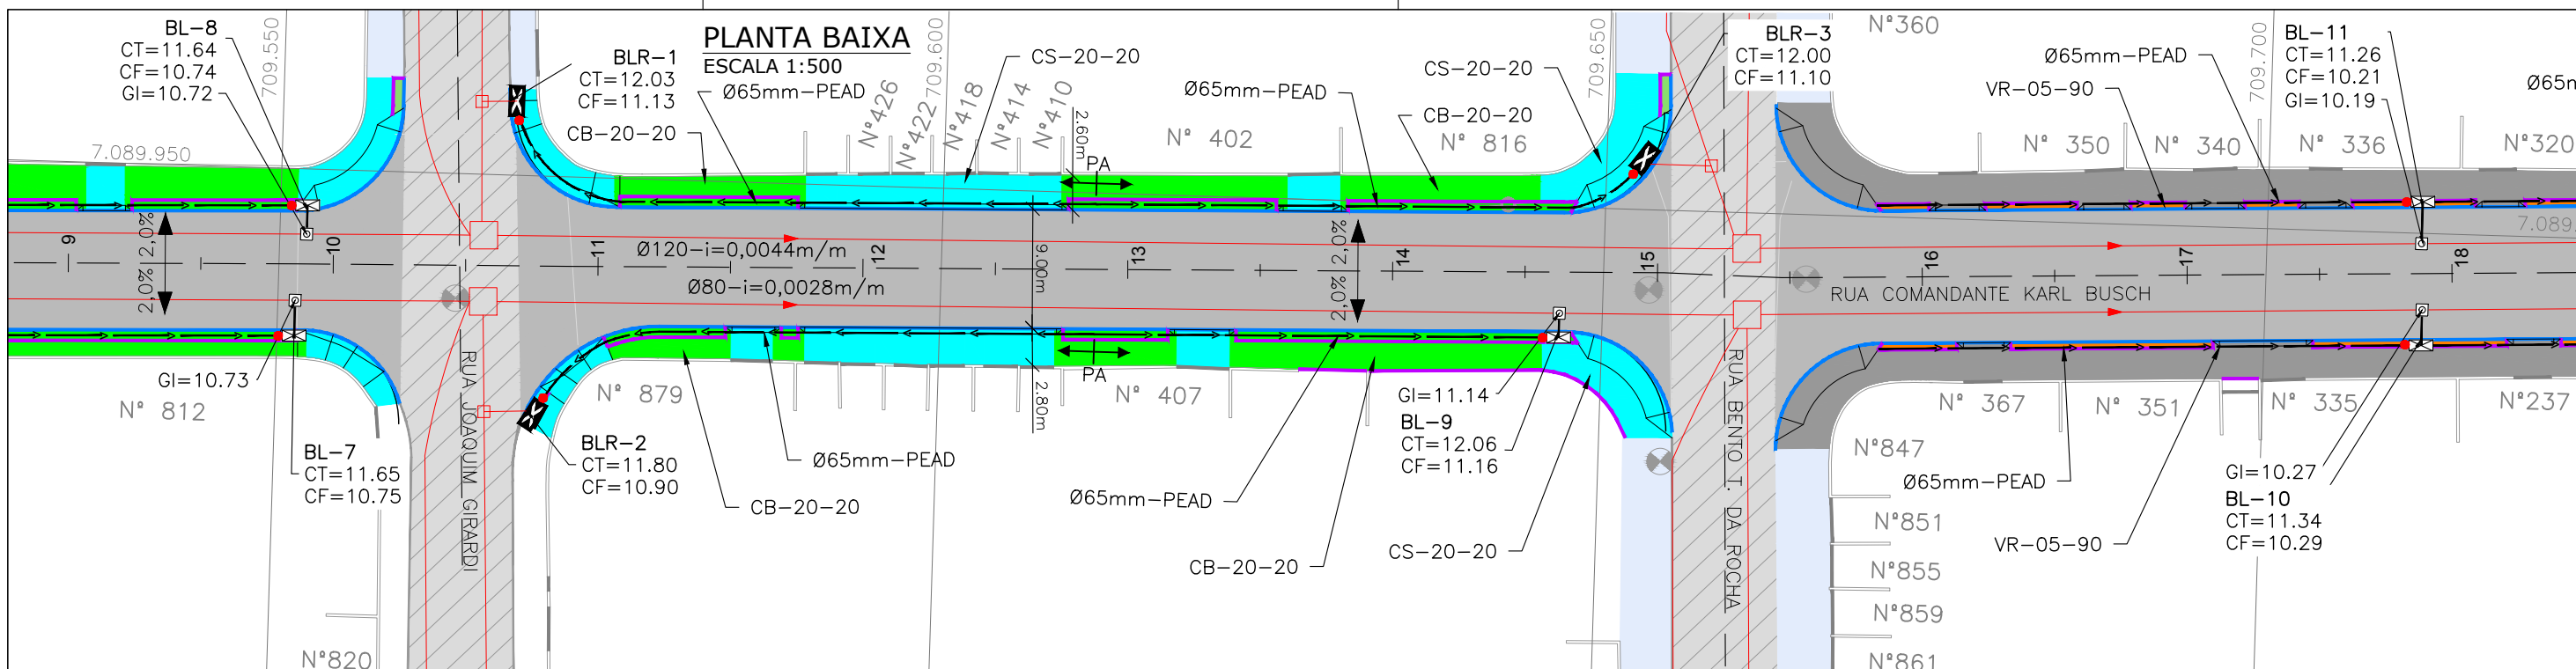 BL-8
CT=11.64
CF=10.74
GI=10.72
709.550
BLR-1
CT=12.03
CF=11.13
PLANTA BAIXA
ESCALA 1:500
Ø65mm-PEAD
CB-20-20
N°426
N°422
N°418
N°414
N°410
709.600
CS-20-20
2.60m
PA
N° 402
Ø65mm-PEAD
CS-20-20
CB-20-20
N° 816
709.650
BLR-3
CT=12.00
CF=11.10
N°360
Ø65mm-PEAD
VR-05-90
N° 350
N° 340
709.700
N° 336
BL-11
CT=11.26
CF=10.21
GI=10.19
Ø65m
N°320
7.089.950
7.089.
9
2,0%
2,0%
10
11
Ø120-i=0,0044m/m
12
Ø80-i=0,0028m/m
9.00m
13
2,0%
2,0%
14
15
16
17
18
RUA COMANDANTE KARL BUSCH
GI=10.73
N° 812
BL-7
CT=11.65
CF=10.75
RUA JOAQUIM GIRARDI
N° 879
BLR-2
CT=11.80
CF=10.90
Ø65mm-PEAD
CB-20-20
PA
2.80m
N° 407
Ø65mm-PEAD
CB-20-20
GI=11.14
BL-9
CT=12.06
CF=11.16
CS-20-20
RUA BENTO T. DA ROCHA
N°847
N° 367
N° 351
N° 335
N°237
Ø65mm-PEAD
VR-05-90
GI=10.27
BL-10
CT=11.34
CF=10.29
N°851
N°855
N°859
N°861
N°820